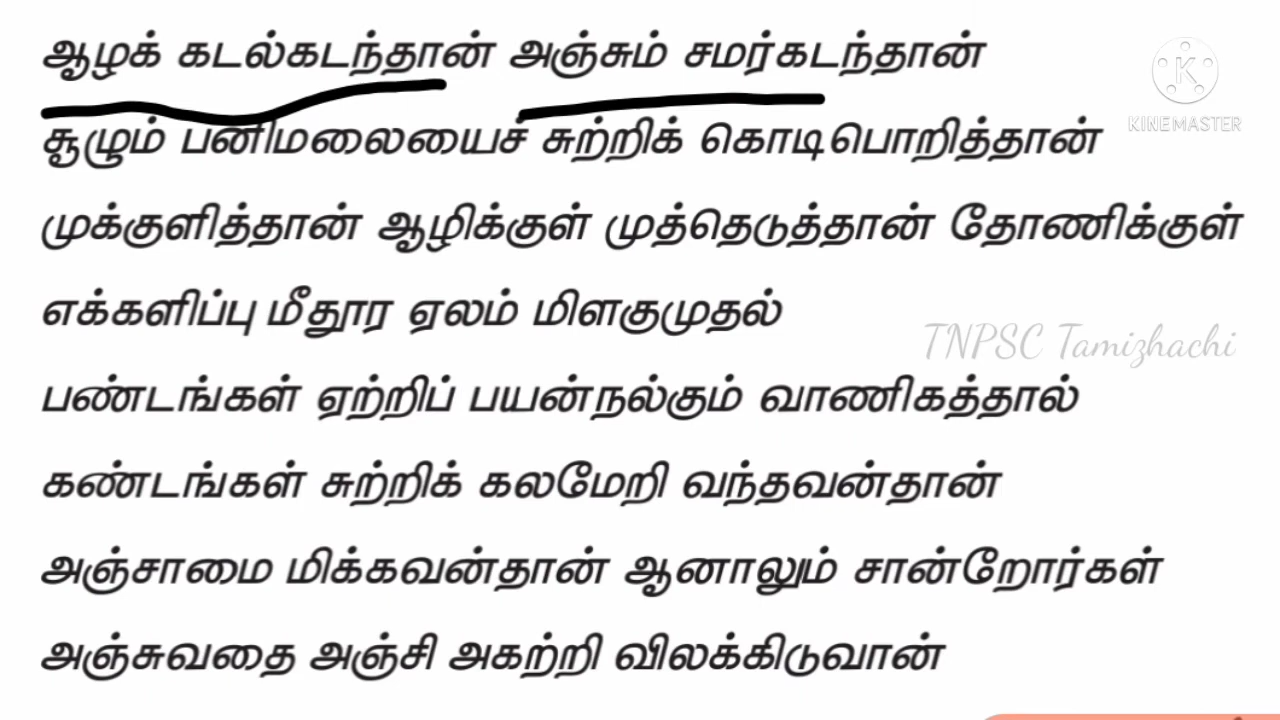 ஆழக் கடல்கடந்தான் அஞ்சும் சமர்கடந்தான்
KINEMASTER
சூழும் பனிமலையைச் சுற்றிக் கொடிபொறித்தான்
முக்குளித்தான் ஆழிக்குள் முத்தெடுத்தான் தோணிக்குள்
எக்களிப்பு மீதூர ஏலம் மிளகுமுதல்
TNPSC Tamizhachi
பண்டங்கள் ஏற்றிப் பயன்நல்கும் வாணிகத்தால்
கண்டங்கள் சுற்றிக் கலமேறி வந்தவன்தான்
அஞ்சாமை மிக்கவன்தான் ஆனாலும் சான்றோர்கள்
அஞ்சுவதை அஞ்சி அகற்றி விலக்கிடுவான்